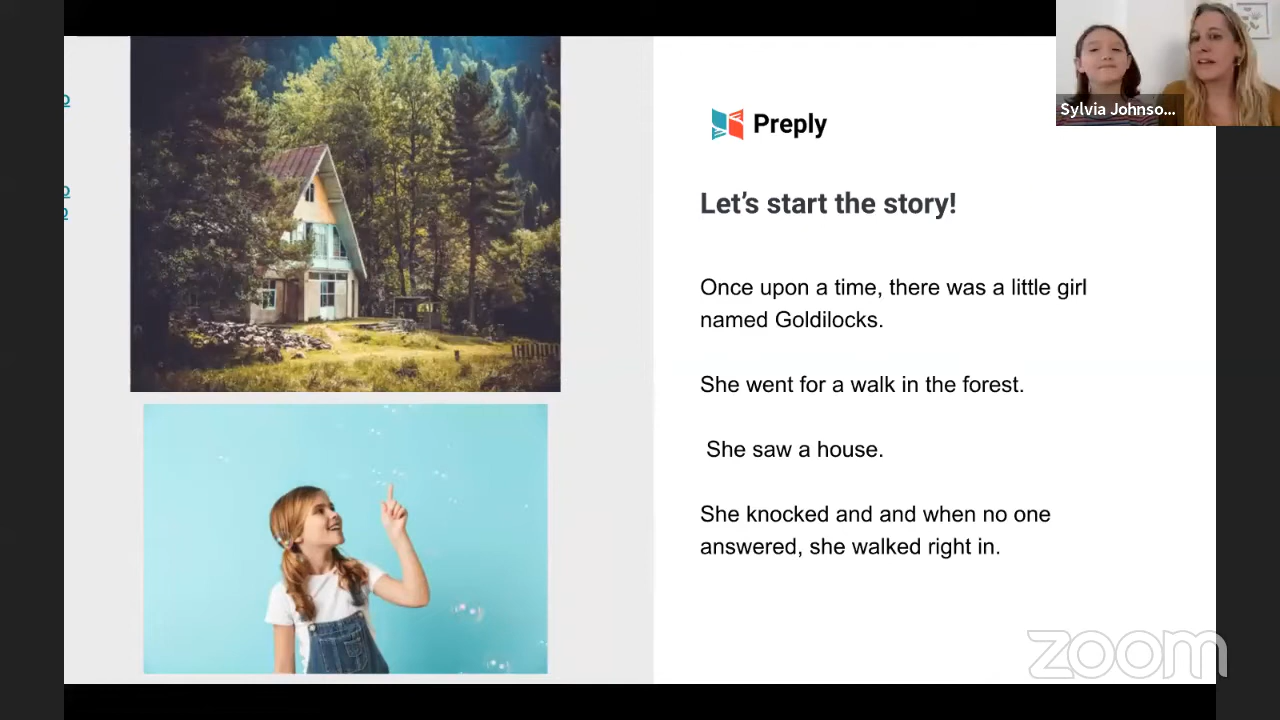 Sylvia Johnso...
Preply
Let's start the story!
Once upon a time, there was a little girl
named Goldilocks.
She went for a walk in the forest.
She saw a house.
She knocked and and when no one
answered, she walked right in.
zoom